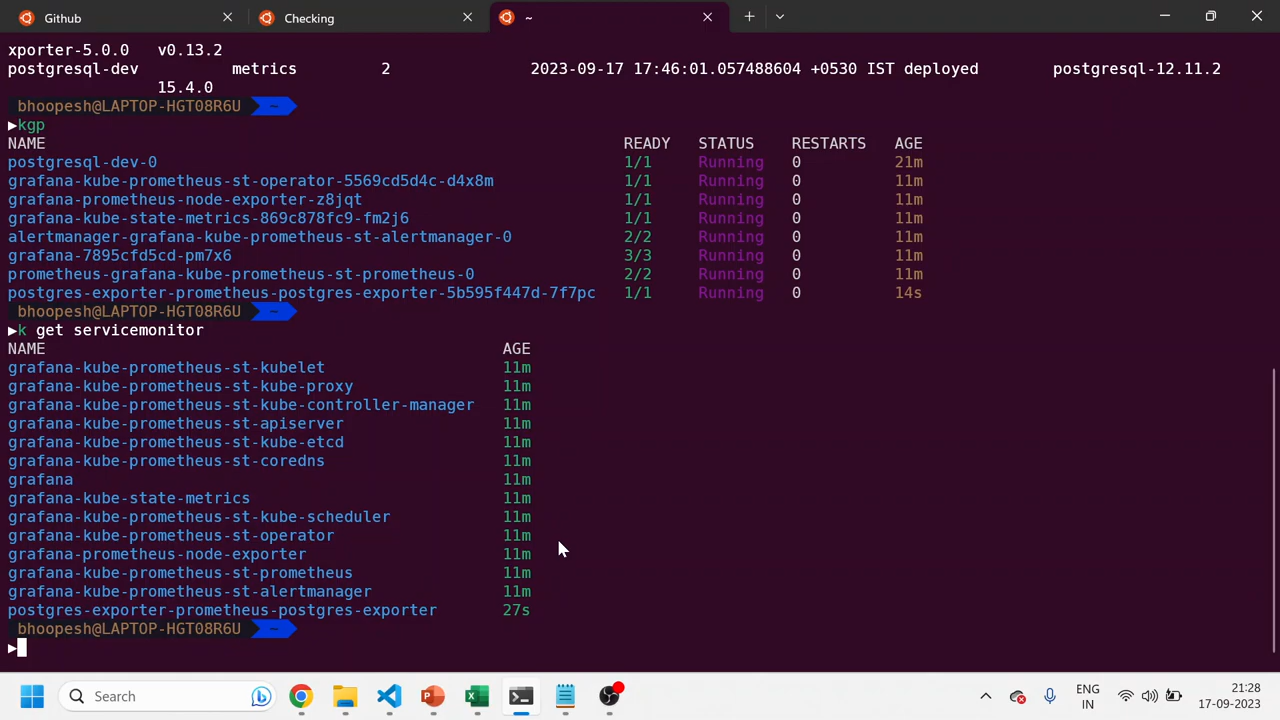 Github
Checking
~
xporter-5.0.0 v0.13.2
postgresql-dev metrics 2 2023-09-17 17:46:01.057488604 +0530 IST deployed postgresql-12.11.2
15.4.0
bhoopesh@LAPTOP-HGT08R6U ~
kgp
NAME READY STATUS RESTARTS AGE
postgresql-dev-0 1/1 Running 0 21m
grafana-kube-prometheus-st-operator-5569cd5d4c-d4x8m 1/1 Running 0 11m
grafana-prometheus-node-exporter-z8jqt 1/1 Running 0 11m
grafana-kube-state-metrics-869c878fc9-fm2j6 1/1 Running 0 11m
alertmanager-grafana-kube-prometheus-st-alertmanager-0 2/2 Running 0 11m
grafana-7895cfd5cd-pm7x6 3/3 Running 0 11m
prometheus-grafana-kube-prometheus-st-prometheus-0 2/2 Running 0 11m
postgres-exporter-prometheus-postgres-exporter-5b595f447d-7f7pc 1/1 Running 0 14s
bhoopesh@LAPTOP-HGT08R6U ~
k get servicemonitor
NAME AGE
grafana-kube-prometheus-st-kubelet 11m
grafana-kube-prometheus-st-kube-proxy 11m
grafana-kube-prometheus-st-kube-controller-manager 11m
grafana-kube-prometheus-st-apiserver 11m
grafana-kube-prometheus-st-kube-etcd 11m
grafana-kube-prometheus-st-coredns 11m
grafana 11m
grafana-kube-state-metrics 11m
grafana-kube-prometheus-st-kube-scheduler 11m
grafana-kube-prometheus-st-operator 11m
grafana-prometheus-node-exporter 11m
grafana-kube-prometheus-st-prometheus 11m
grafana-kube-prometheus-st-alertmanager 11m
postgres-exporter-prometheus-postgres-exporter 27s
bhoopesh@LAPTOP-HGT08R6U ~
Search
ENG
IN
21:28
17-09-2023